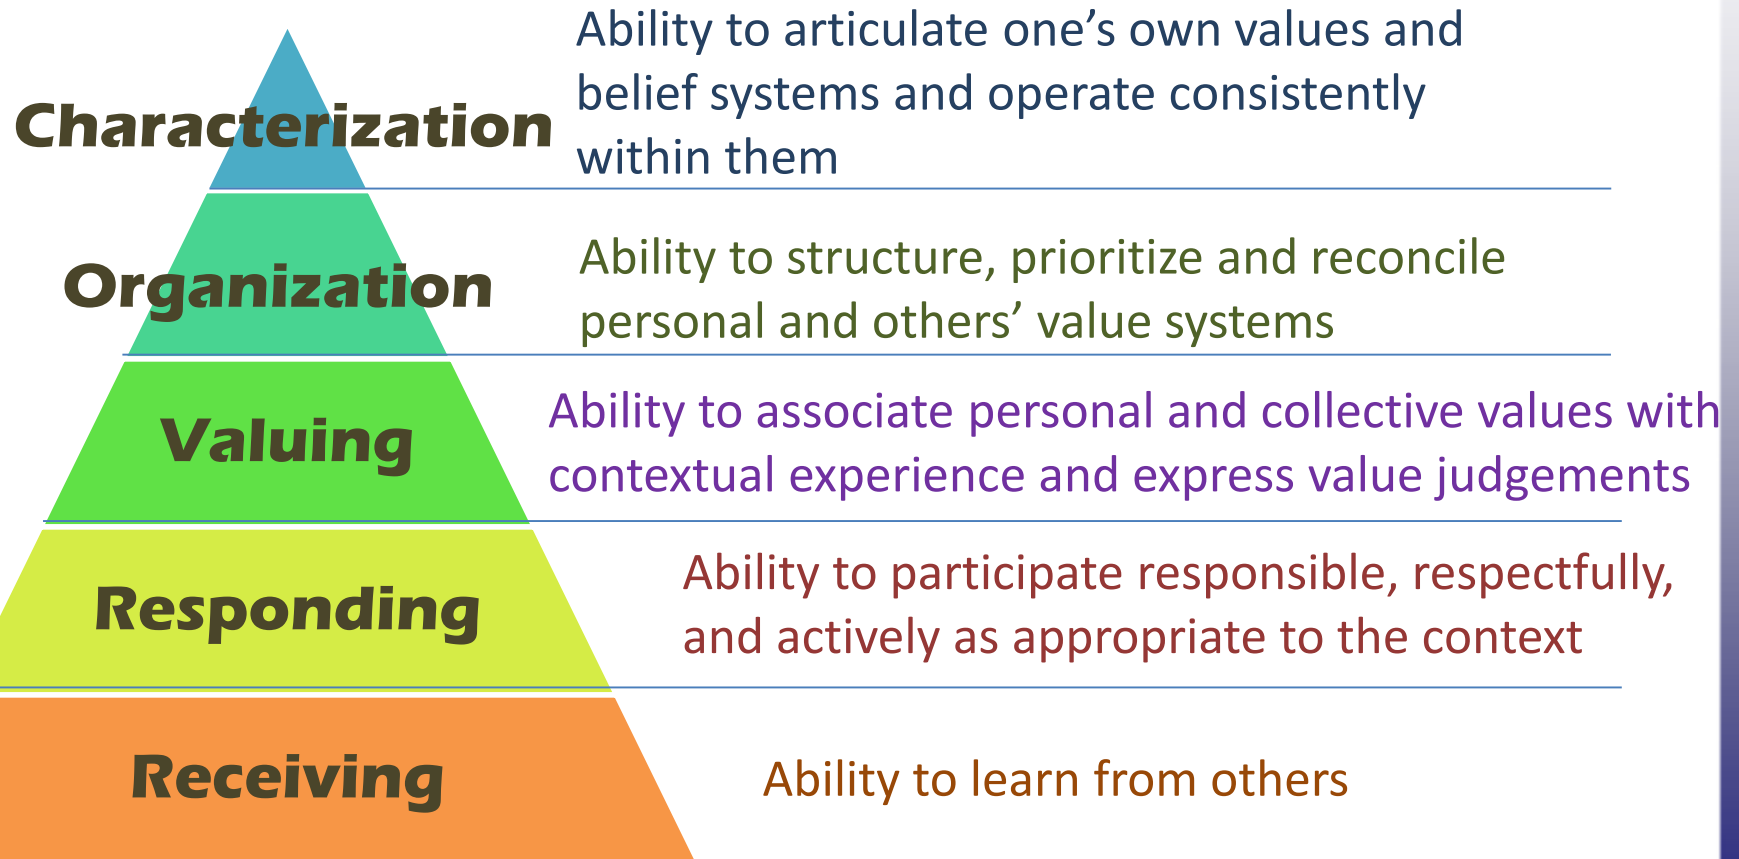 Characterization
Ability to articulate one’s own values and
belief systems and operate consistently
within them
Organization
Ability to structure, prioritize and reconcile
personal and others’ value systems
Valuing
Ability to associate personal and collective values with
contextual experience and express value judgements
Responding
Ability to participate responsible, respectfully,
and actively as appropriate to the context
Receiving
Ability to learn from others